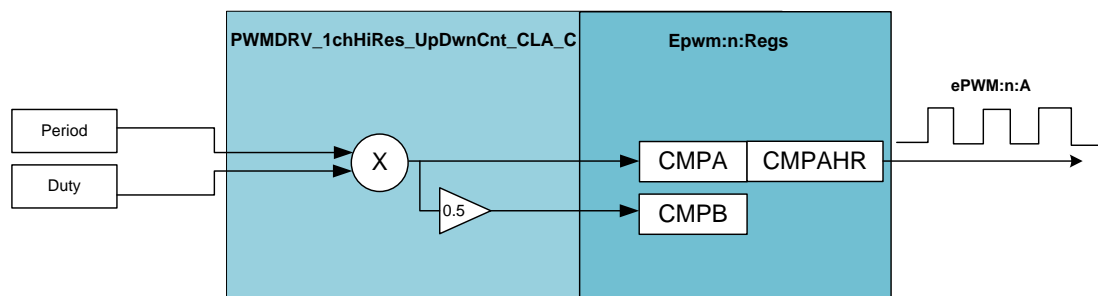 PWMDRV_1chHiRes_UpDwnCnt_CLA_C
Epwm:n:Regs
ePWM:n:A
Period
Duty
X
0.5
CMPA
CMPAHR
CMPB